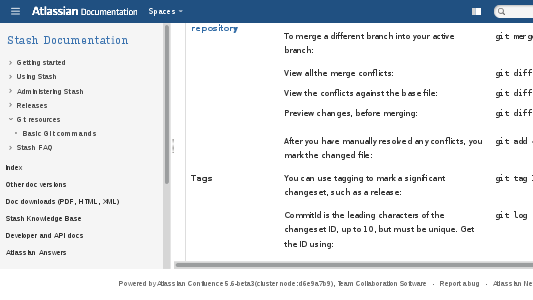 Atlassian Documentation Spaces
Stash Documentation
Getting started
Using Stash
Administering Stash
Releases
Git resources
Basic Git commands
Stash FAQ
Index
Other doc versions
Doc downloads (PDF, HTML, XML)
Stash Knowledge Base
Developer and API docs
Atlassian Answers
repository
To merge a different branch into your active
branch:
git merg
View all the merge conflicts:
git diff
View the conflicts against the base file:
git diff
Preview changes, before merging:
git diff
After you have manually resolved any conflicts, you
mark the changed file:
git add
Tags
You can use tagging to mark a significant
changeset, such as a release:
git tag
CommitId is the leading characters of the
changeset ID, up to 10, but must be unique. Get
the ID using:
git log
Powered by Atlassian Confluence 5.6-beta3 (cluster node: d6e9a7b9), Team Collaboration Software · Report a bug · Atlassian Ne